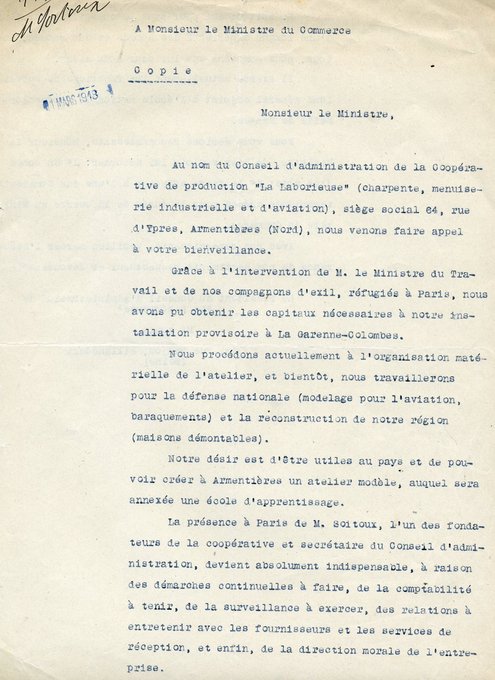 A Monsieur le Ministre du Commerce
Copie
MARS 1918
Monsieur le Ministre,
Au nom du Conseil d'administration de la Coopéra-
tive de production "La Laborieuse" (charpente, menuise-
rie industrielle et d'aviation), siège social 64, rue
d'Ypres, Armentières (Nord), nous venons faire appel
à votre bienveillance.
Grâce à l'intervention de M. le Ministre du Tra-
vail et de nos compagnons d'exil, réfugiés à Paris, nous
avons pu obtenir les capitaux nécessaires à notre ins-
tallation provisoire à La Garenne-Colombes.
Nous procédons actuellement à l'organisation maté-
rielle de l'atelier, et bientôt, nous travaillerons
pour la défense nationale (modelage pour l'aviation,
baraquements) et la reconstruction de notre région
(maisons démontables).
Notre désir est d'être utiles au pays et de pou-
voir créer à Armentières un atelier modèle, auquel sera
annexée une école d'apprentissage.
La présence à Paris de M. Soitoux, l'un des fonda-
teurs de la coopérative et secrétaire du Conseil d'admi-
nistration, devient absolument indispensable, à raison
des démarches continuelles à faire, de la comptabilité
à tenir, de la surveillance à exercer, des relations à
entretenir avec les fournisseurs et les services de
réception, et enfin, de la direction morale de l'entre-
prise.